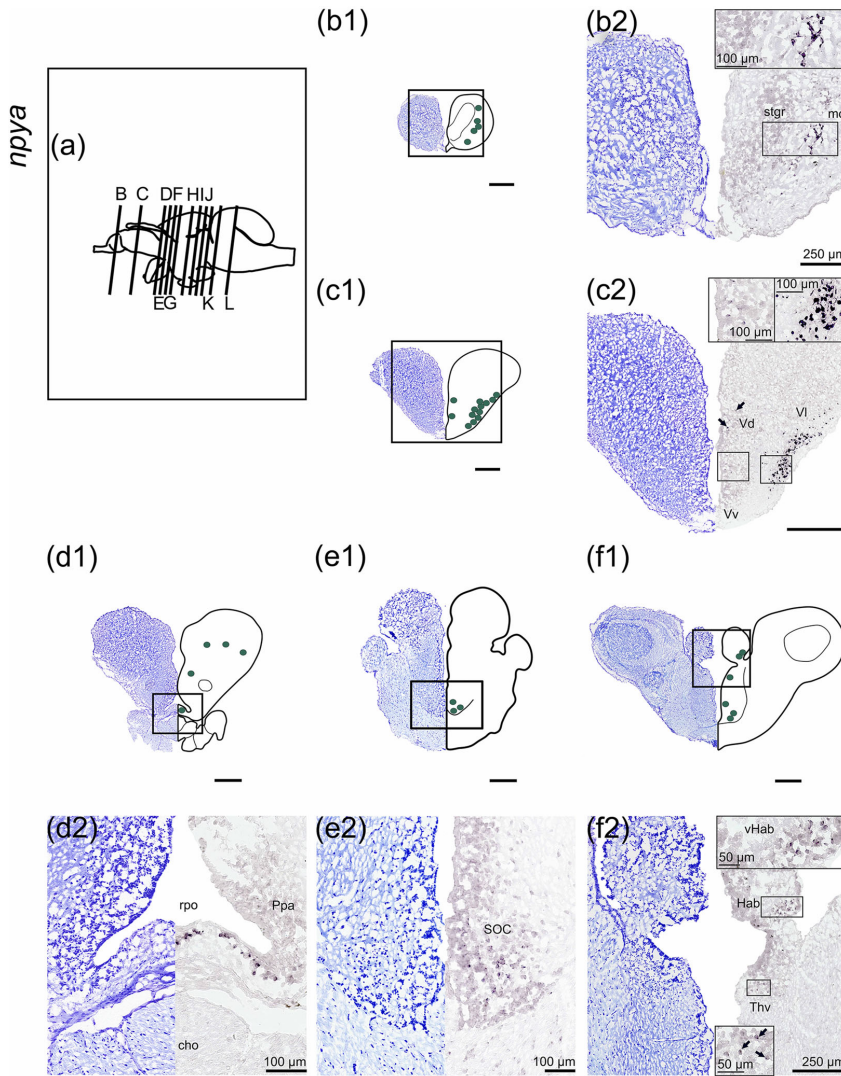 npya
(a)
B C DF HIJ
EG K L
(b1)
(b2)
100 µm
stgr
250 µm
(c1)
(c2)
100 µm
100 µm
Vd
Vl
Vv
(d1)
(e1)
(f1)
(d2)
rpo
Ppa
cho
100 µm
(e2)
SOC
100 µm
(f2)
vHab
50 µm
Hab
Thv
50 µm
250 µm